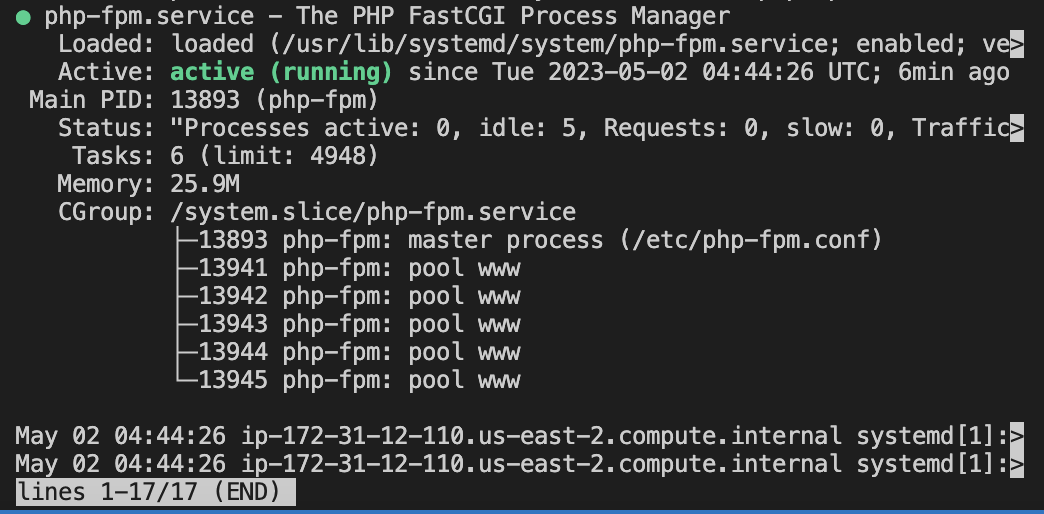 ● php-fpm.service - The PHP FastCGI Process Manager
   Loaded: loaded (/usr/lib/systemd/system/php-fpm.service; enabled; ve>
   Active: active (running) since Tue 2023-05-02 04:44:26 UTC; 6min ago
 Main PID: 13893 (php-fpm)
   Status: "Processes active: 0, idle: 5, Requests: 0, slow: 0, Traffic>
    Tasks: 6 (limit: 4948)
   Memory: 25.9M
   CGroup: /system.slice/php-fpm.service
           ├─13893 php-fpm: master process (/etc/php-fpm.conf)
           ├─13941 php-fpm: pool www
           ├─13942 php-fpm: pool www
           ├─13943 php-fpm: pool www
           ├─13944 php-fpm: pool www
           └─13945 php-fpm: pool www

May 02 04:44:26 ip-172-31-12-110.us-east-2.compute.internal systemd[1]:>
May 02 04:44:26 ip-172-31-12-110.us-east-2.compute.internal systemd[1]:>
lines 1-17/17 (END)